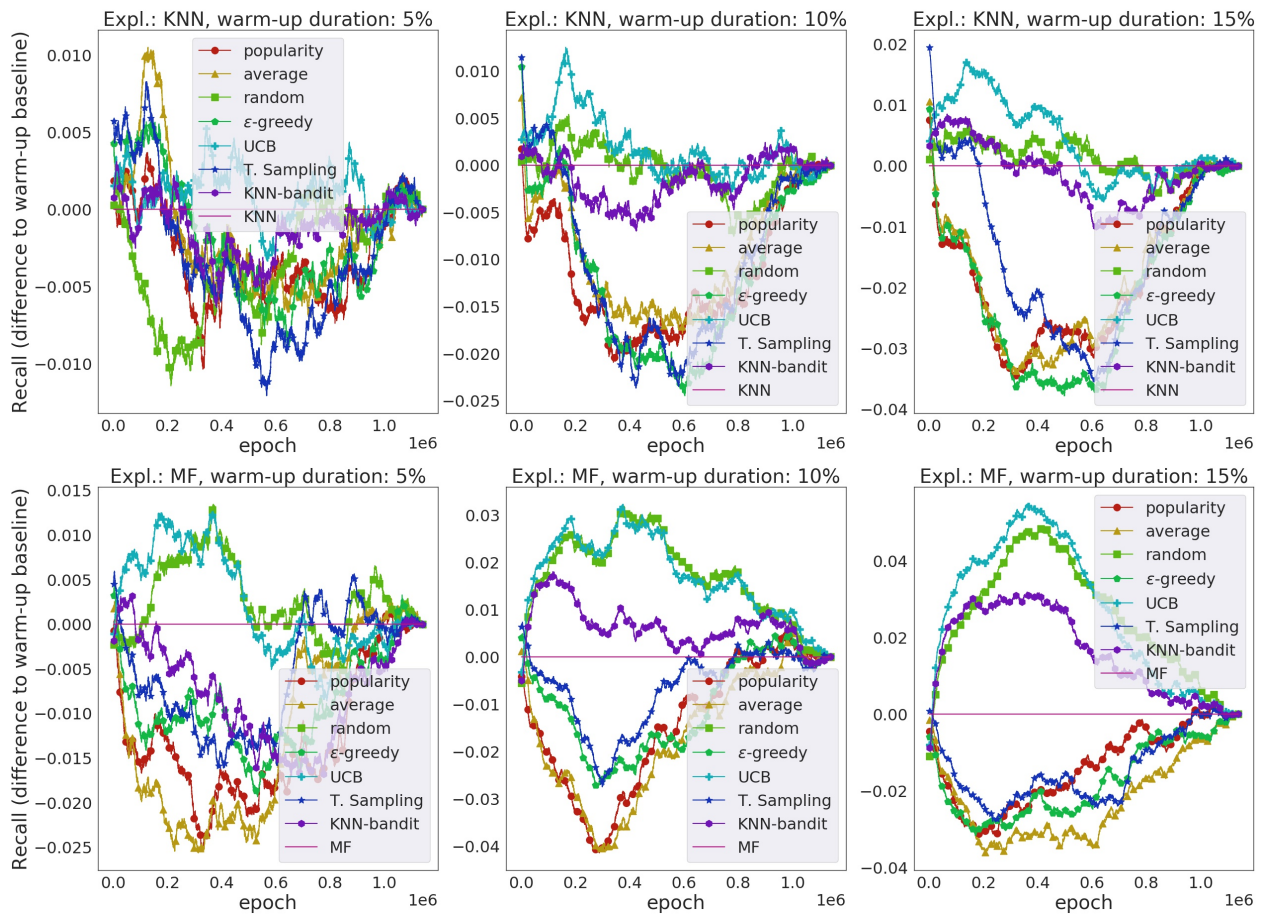 Expl.: KNN, warm-up duration: 5%
Recall (difference to warm-up baseline)
0.010
0.005
0.000
−0.005
−0.010
popularity
average
random
ε-greedy
UCB
T. Sampling
KNN-bandit
KNN
0.0 0.2 0.4 0.6 0.8 1.0
1e6
epoch
Expl.: KNN, warm-up duration: 10%
0.010
0.005
0.000
−0.005
−0.010
−0.015
−0.020
−0.025
popularity
average
random
ε-greedy
UCB
T. Sampling
KNN-bandit
KNN
0.0 0.2 0.4 0.6 0.8 1.0
1e6
epoch
Expl.: KNN, warm-up duration: 15%
0.02
0.01
0.00
−0.01
−0.02
−0.03
−0.04
popularity
average
random
ε-greedy
UCB
T. Sampling
KNN-bandit
KNN
0.0 0.2 0.4 0.6 0.8 1.0
1e6
epoch
Expl.: MF, warm-up duration: 5%
Recall (difference to warm-up baseline)
0.015
0.010
0.005
0.000
−0.005
−0.010
−0.015
−0.020
−0.025
popularity
average
random
ε-greedy
UCB
T. Sampling
KNN-bandit
MF
0.0 0.2 0.4 0.6 0.8 1.0
1e6
epoch
Expl.: MF, warm-up duration: 10%
0.03
0.02
0.01
0.00
−0.01
−0.02
−0.03
−0.04
popularity
average
random
ε-greedy
UCB
T. Sampling
KNN-bandit
MF
0.0 0.2 0.4 0.6 0.8 1.0
1e6
epoch
Expl.: MF, warm-up duration: 15%
0.04
0.02
0.00
−0.02
−0.04
popularity
average
random
ε-greedy
UCB
T. Sampling
KNN-bandit
MF
0.0 0.2 0.4 0.6 0.8 1.0
1e6
epoch